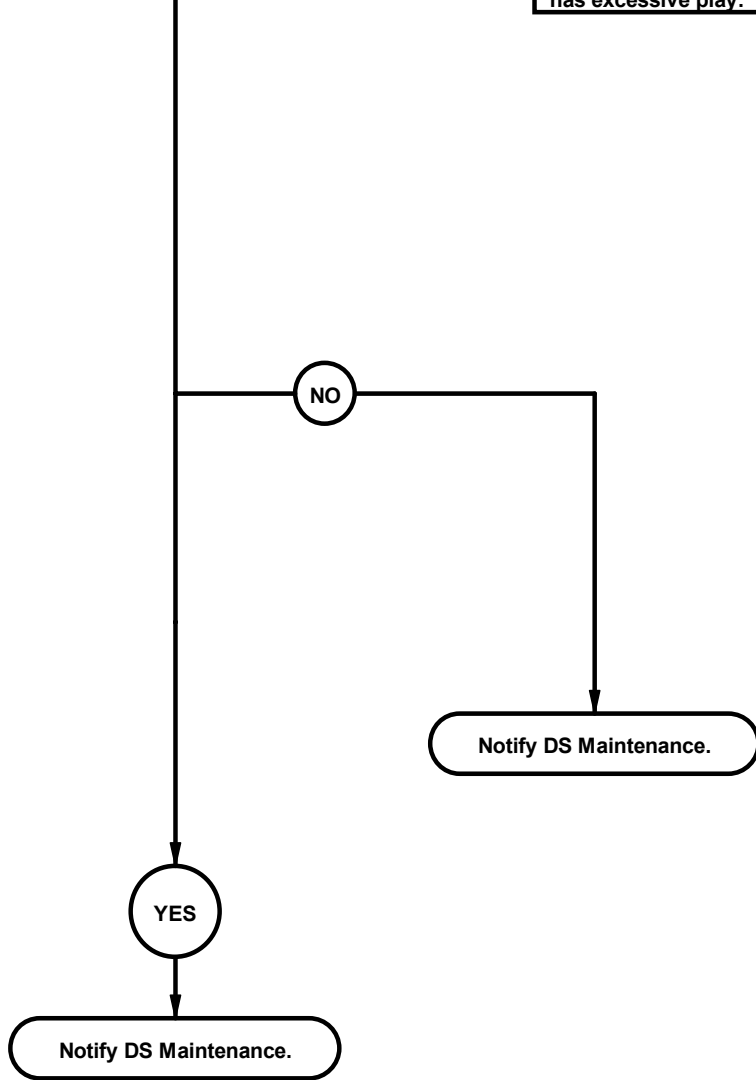 has excessive play.
NO
Notify DS Maintenance.
YES
Notify DS Maintenance.